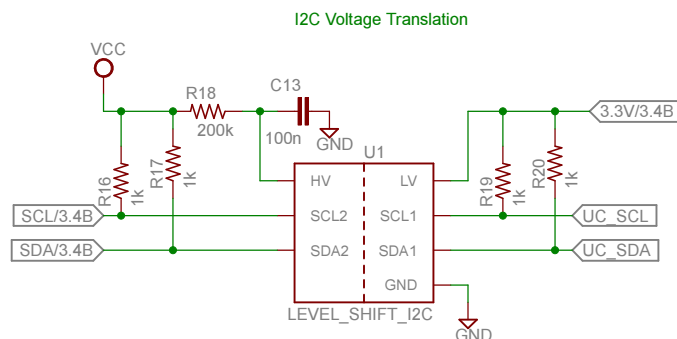 I2C Voltage Translation
VCC
R18
200k
C13
100n
GND
3.3V/3.4B
U1
R16
1k
R17
1k
HV
LV
R19
1k
R20
1k
SCL/3.4B
SCL2
SCL1
UC_SCL
SDA/3.4B
SDA2
SDA1
UC_SDA
GND
LEVEL_SHIFT_I2C
GND